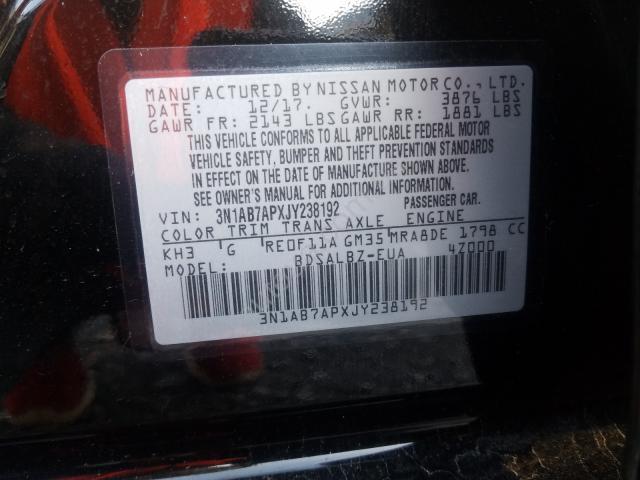 MANUFACTURED BY NISSAN MOTOR CO., LTD.
DATE: 12/17. GVWR: 3876 LBS
GAWR FR: 2143 LBS GAWR RR: 1881 LBS
THIS VEHICLE CONFORMS TO ALL APPLICABLE FEDERAL MOTOR
VEHICLE SAFETY, BUMPER AND THEFT PREVENTION STANDARDS
IN EFFECT ON THE DATE OF MANUFACTURE SHOWN ABOVE.
SEE OWNER'S MANUAL FOR ADDITIONAL INFORMATION.
VIN: 3N1AB7APXJY238192 PASSENGER CAR.
COLOR TRIM TRANS AXLE ENGINE
KH3 G RE0F11A GM35 MRA8DE 1798 CC
MODEL: BDSALBZ-EUA 4Z000
3N1AB7APXJY238192